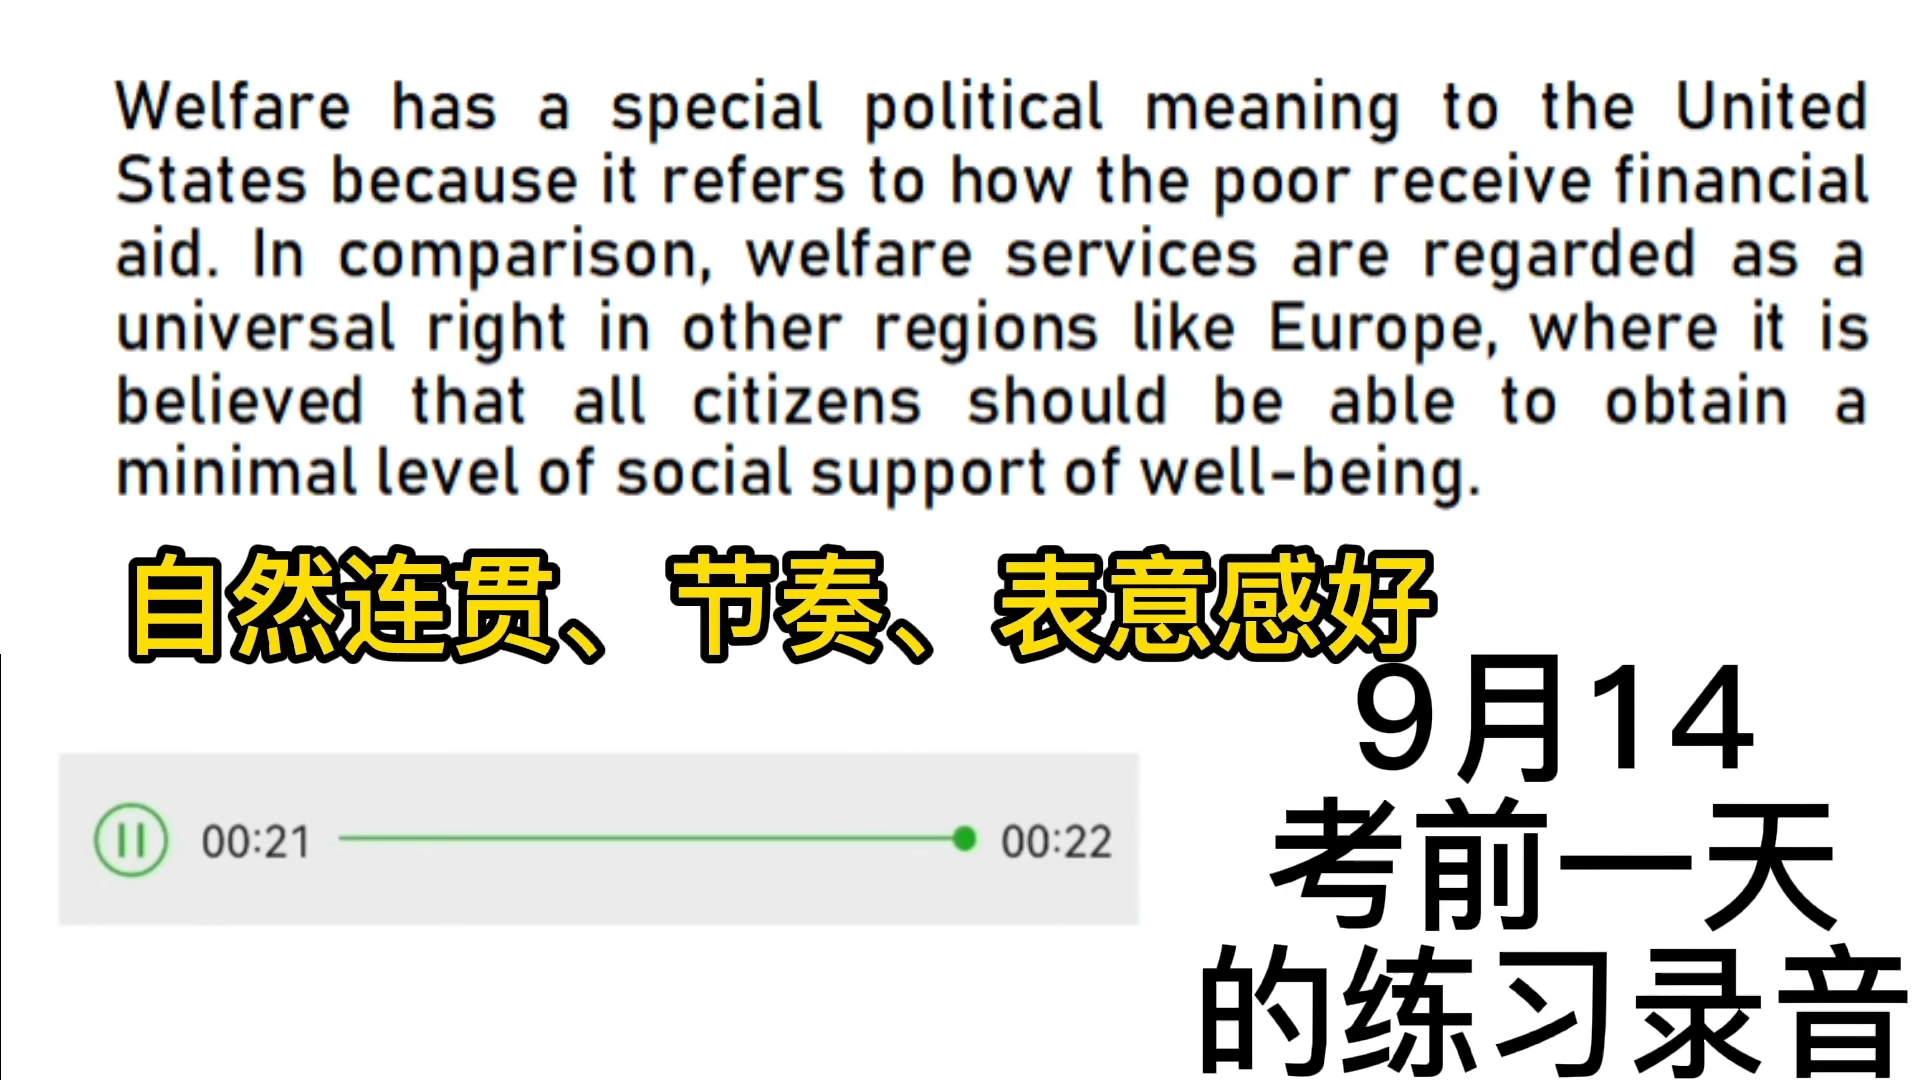 Welfare has a special political meaning to the United
States because it refers to how the poor receive financial
aid. In comparison, welfare services are regarded as a
universal right in other regions like Europe, where it is
believed that all citizens should be able to obtain a
minimal level of social support of well-being.
自然连贯、节奏、表意感好
9月14
考前一天
的练习录音
00:21
00:22